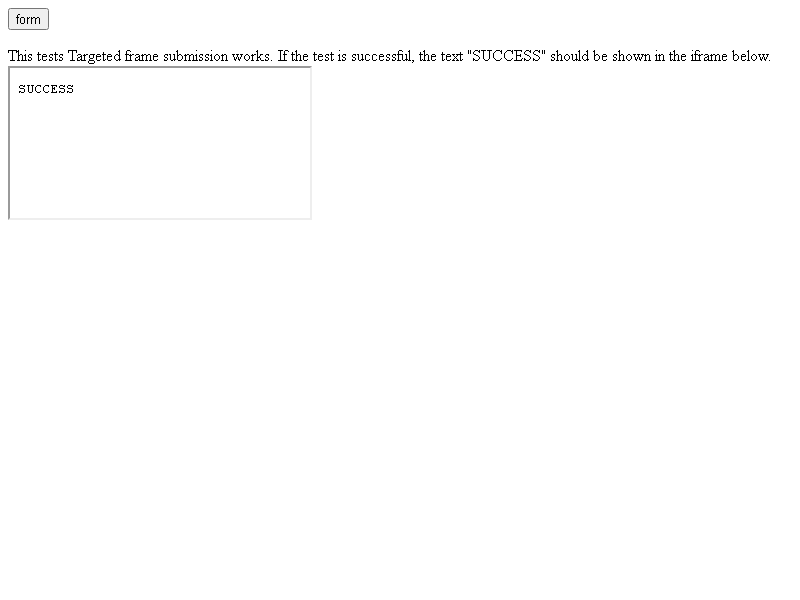 form
This tests Targeted frame submission works. If the test is successful, the text "SUCCESS" should be shown in the iframe below.
SUCCESS